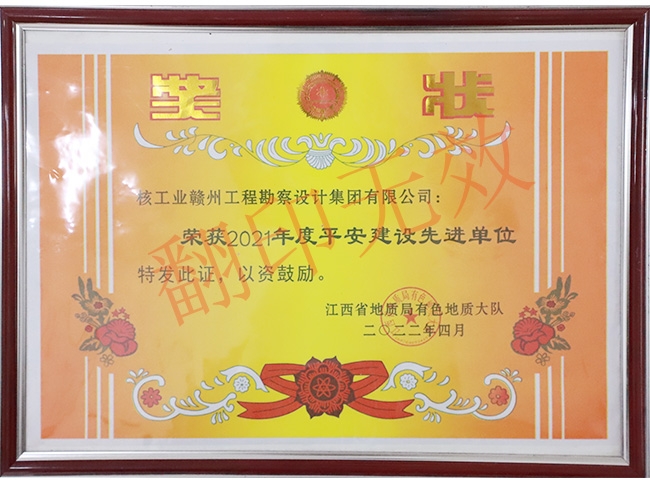 奖状
核工业赣州工程勘察设计集团有限公司：
荣获2021年度平安建设先进单位
特发此证，以资鼓励。
江西省地质局有色地质大队
二〇二二年四月
翻印无效